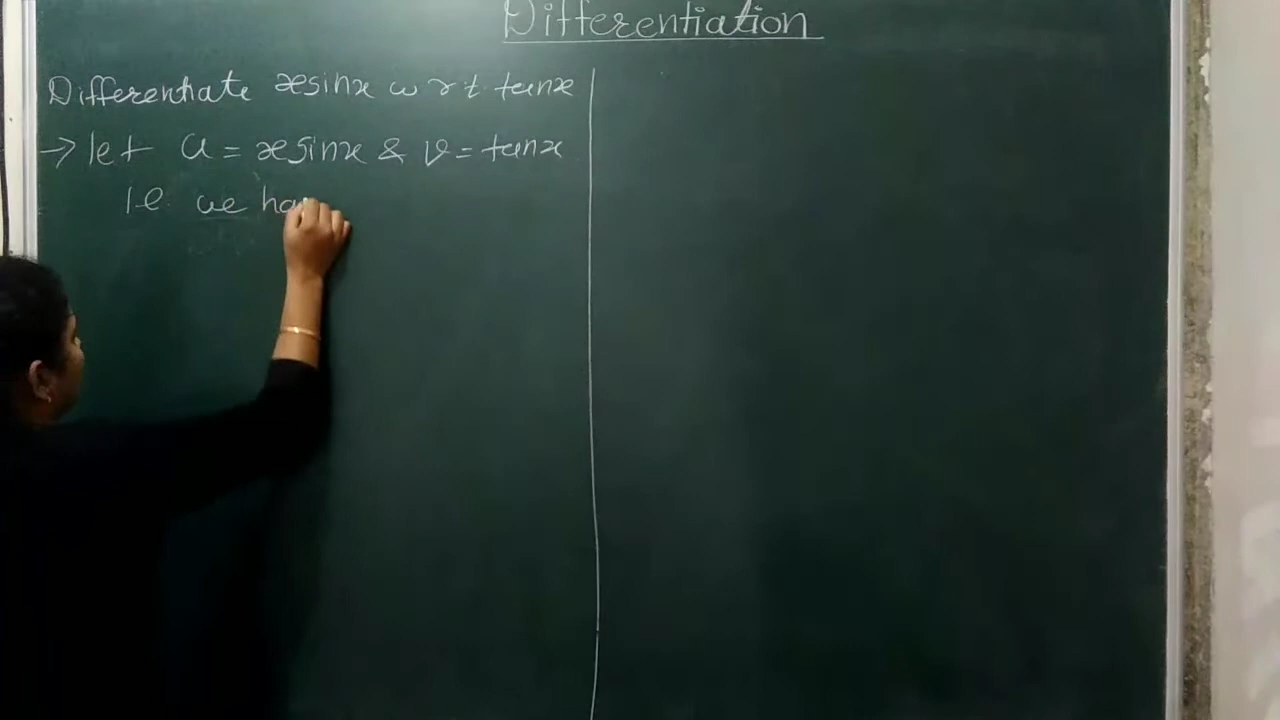 Differentiation
Differentiate xsinx w r t. tanx
→ let u = xsinx & v = tanx
i.e. we ha